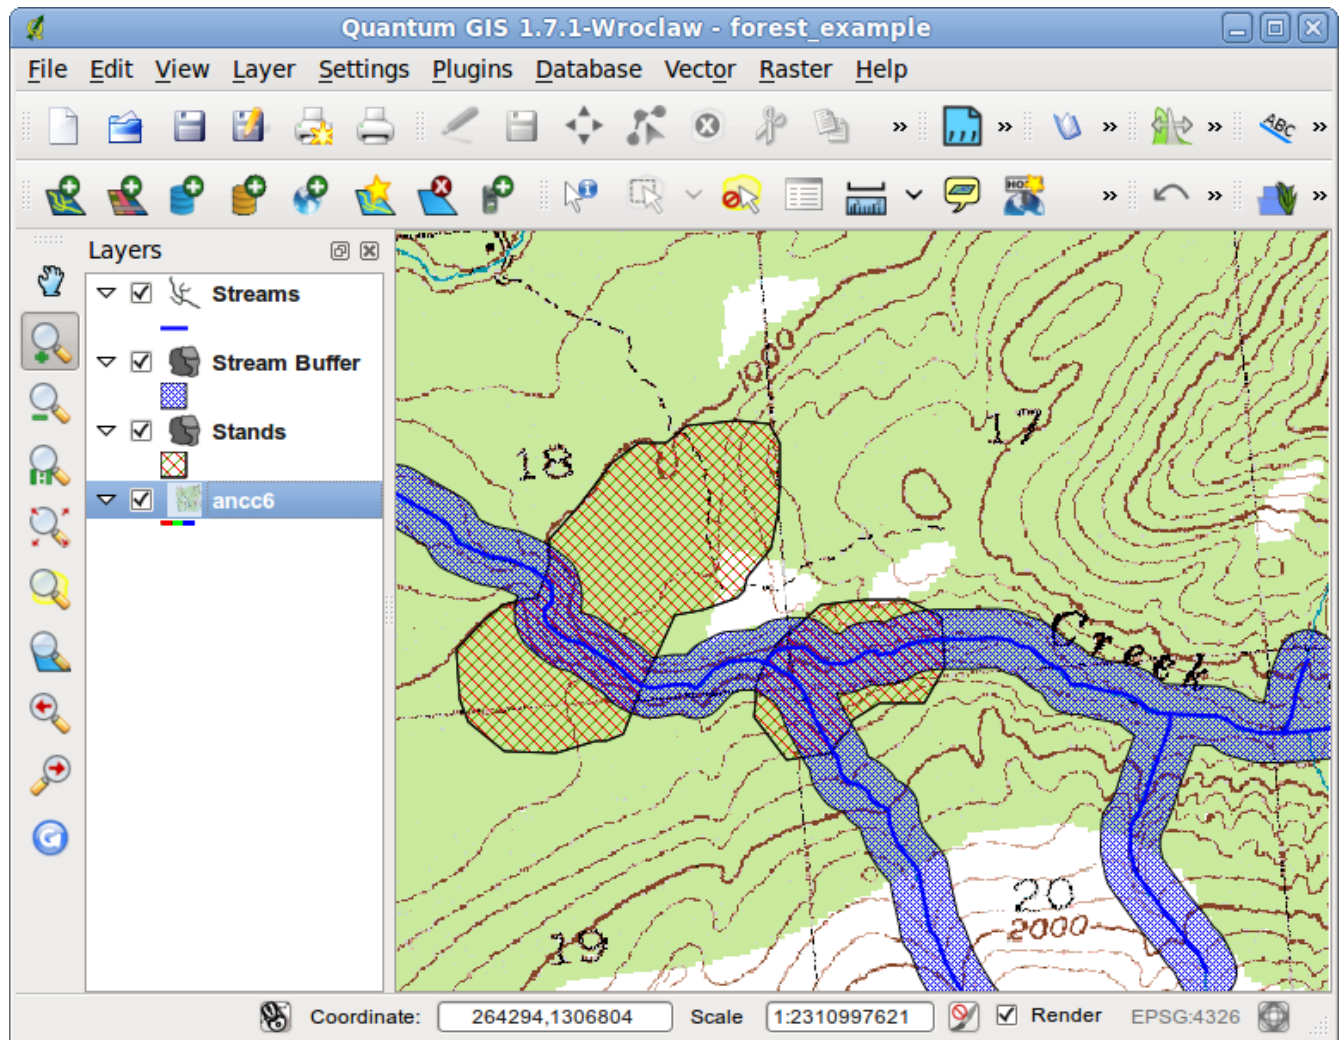 Quantum GIS 1.7.1-Wroclaw - forest_example
File Edit View Layer Settings Plugins Database Vector Raster Help
ABC
Layers
Streams
Stream Buffer
Stands
ancc6
1000
17
18
Creek
20
2000
19
Coordinate: 264294,1306804 Scale 1:2310997621 Render EPSG:4326